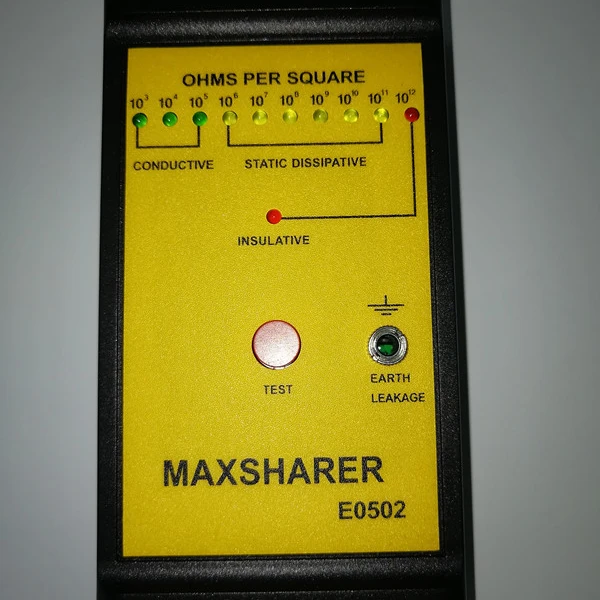 OHMS PER SQUARE
10³ 10⁴ 10⁵ 10⁶ 10⁷ 10⁸ 10⁹ 10¹⁰ 10¹¹ 10¹²
CONDUCTIVE STATIC DISSIPATIVE
INSULATIVE
TEST
EARTH
LEAKAGE
MAXSHARER
E0502